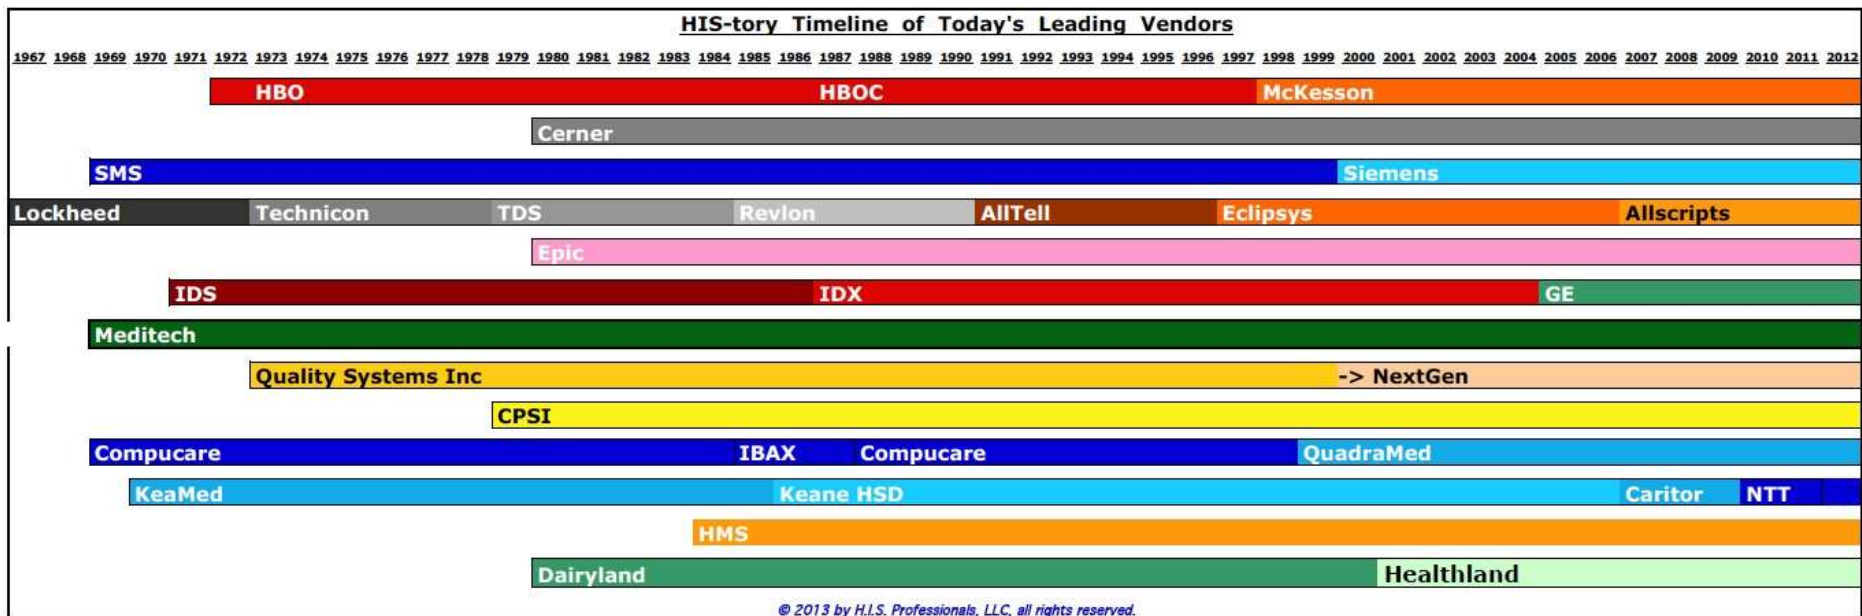 HIS-tory Timeline of Today's Leading Vendors
1967 1968 1969 1970 1971 1972 1973 1974 1975 1976 1977 1978 1979 1980 1981 1982 1983 1984 1985 1986 1987 1988 1989 1990 1991 1992 1993 1994 1995 1996 1997 1998 1999 2000 2001 2002 2003 2004 2005 2006 2007 2008 2009 2010 2011 2012
HBO HBOC McKesson
Cerner
SMS Siemens
Lockheed Technicon TDS Revlon AllTell Eclipsys Allscripts
Epic
IDS IDX GE
Meditech
Quality Systems Inc -> NextGen
CPSI
Compucare IBAX Compucare QuadraMed
KeaMed Keane HSD Caritor NTT
HMS
Dairyland Healthland
© 2013 by H.I.S. Professionals, LLC, all rights reserved.